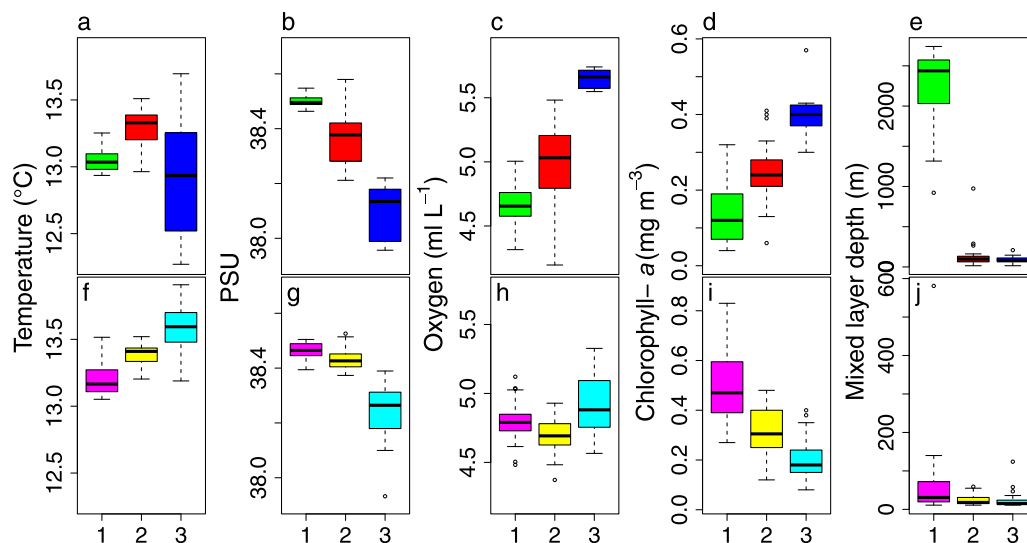 a b c d e
Temperature (°C)
12.5 13.0 13.5
PSU
38.0 38.4
Oxygen (ml L⁻¹)
4.5 5.0 5.5
Chlorophyll− a (mg m⁻³)
0.0 0.2 0.4 0.6
Mixed layer depth (m)
0 1000 2000
f g h i j
12.5 13.0 13.5
38.0 38.4
4.5 5.0 5.5
0.0 0.2 0.4 0.6 0.8
0 200 400 600
1 2 3 1 2 3 1 2 3 1 2 3 1 2 3